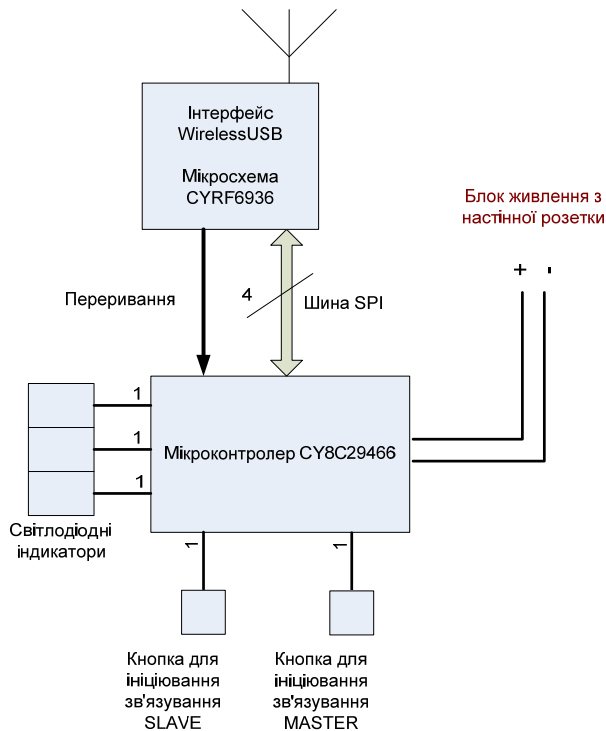 Інтерфейс
WirelessUSB
Мікросхема
CYRF6936
Блок живлення з
настінної розетки
+ -
Переривання
4
Шина SPI
1
1
1
Мікроконтролер CY8C29466
Світлодіодні
індикатори
1
1
Кнопка для
ініціювання
зв'язування
SLAVE
Кнопка для
ініціювання
зв'язування
MASTER